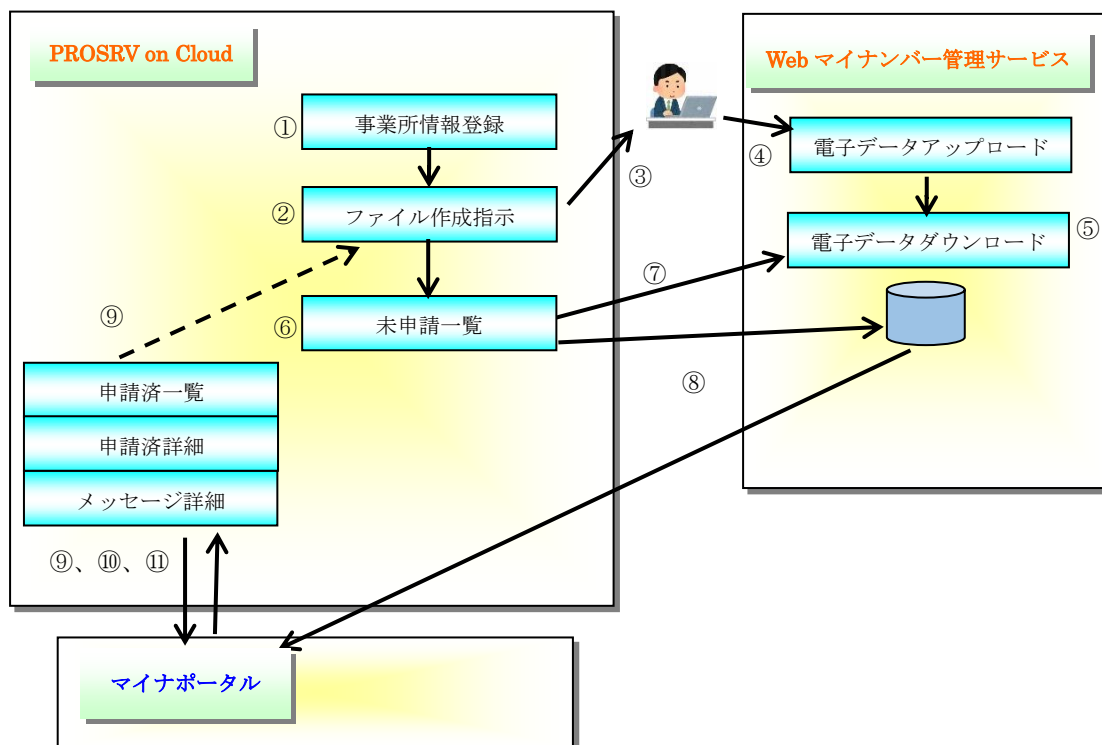 PROSRV on Cloud
① 事業所情報登録
② ファイル作成指示
③
⑨
⑥ 未申請一覧
申請済一覧
申請済詳細
メッセージ詳細
⑨、⑩、⑪
Web マイナンバー管理サービス
④ 電子データアップロード
電子データダウンロード ⑤
⑦
⑧
マイナポータル